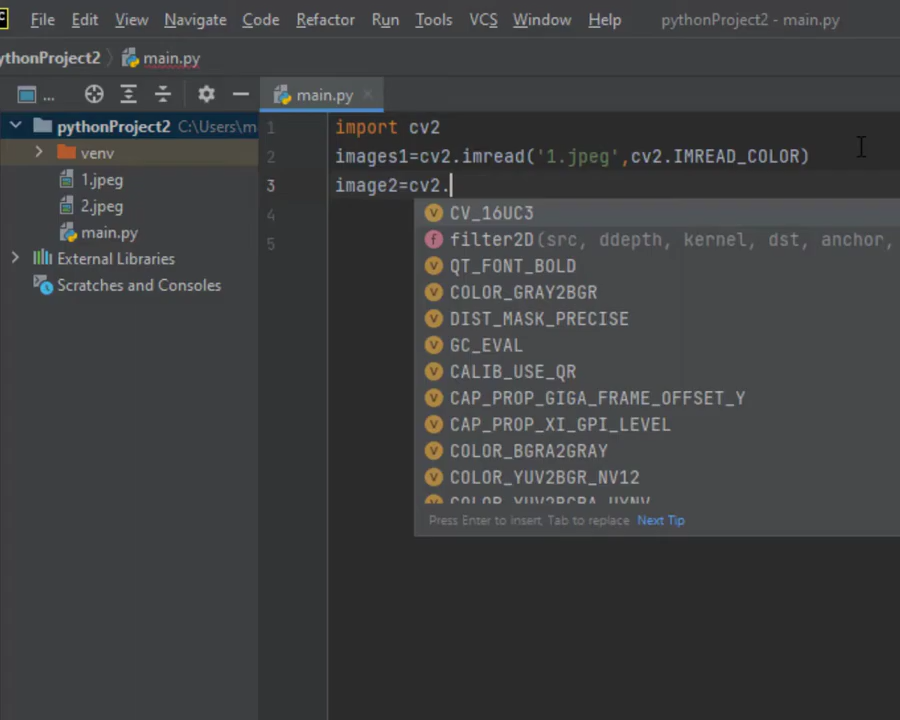 File Edit View Navigate Code Refactor Run Tools VCS Window Help pythonProject2 - main.py
ythonProject2 main.py
... main.py
pythonProject2 C:\Users\m
venv
1.jpeg
2.jpeg
main.py
External Libraries
Scratches and Consoles
1 import cv2
2 images1=cv2.imread('1.jpeg',cv2.IMREAD_COLOR)
3 image2=cv2.
4
5
CV_16UC3
filter2D(src, ddepth, kernel, dst, anchor,
QT_FONT_BOLD
COLOR_GRAY2BGR
DIST_MASK_PRECISE
GC_EVAL
CALIB_USE_QR
CAP_PROP_GIGA_FRAME_OFFSET_Y
CAP_PROP_XI_GPI_LEVEL
COLOR_BGRA2GRAY
COLOR_YUV2BGR_NV12
COLOR_YUV2BGRA_UYNV
Press Enter to insert, Tab to replace Next Tip